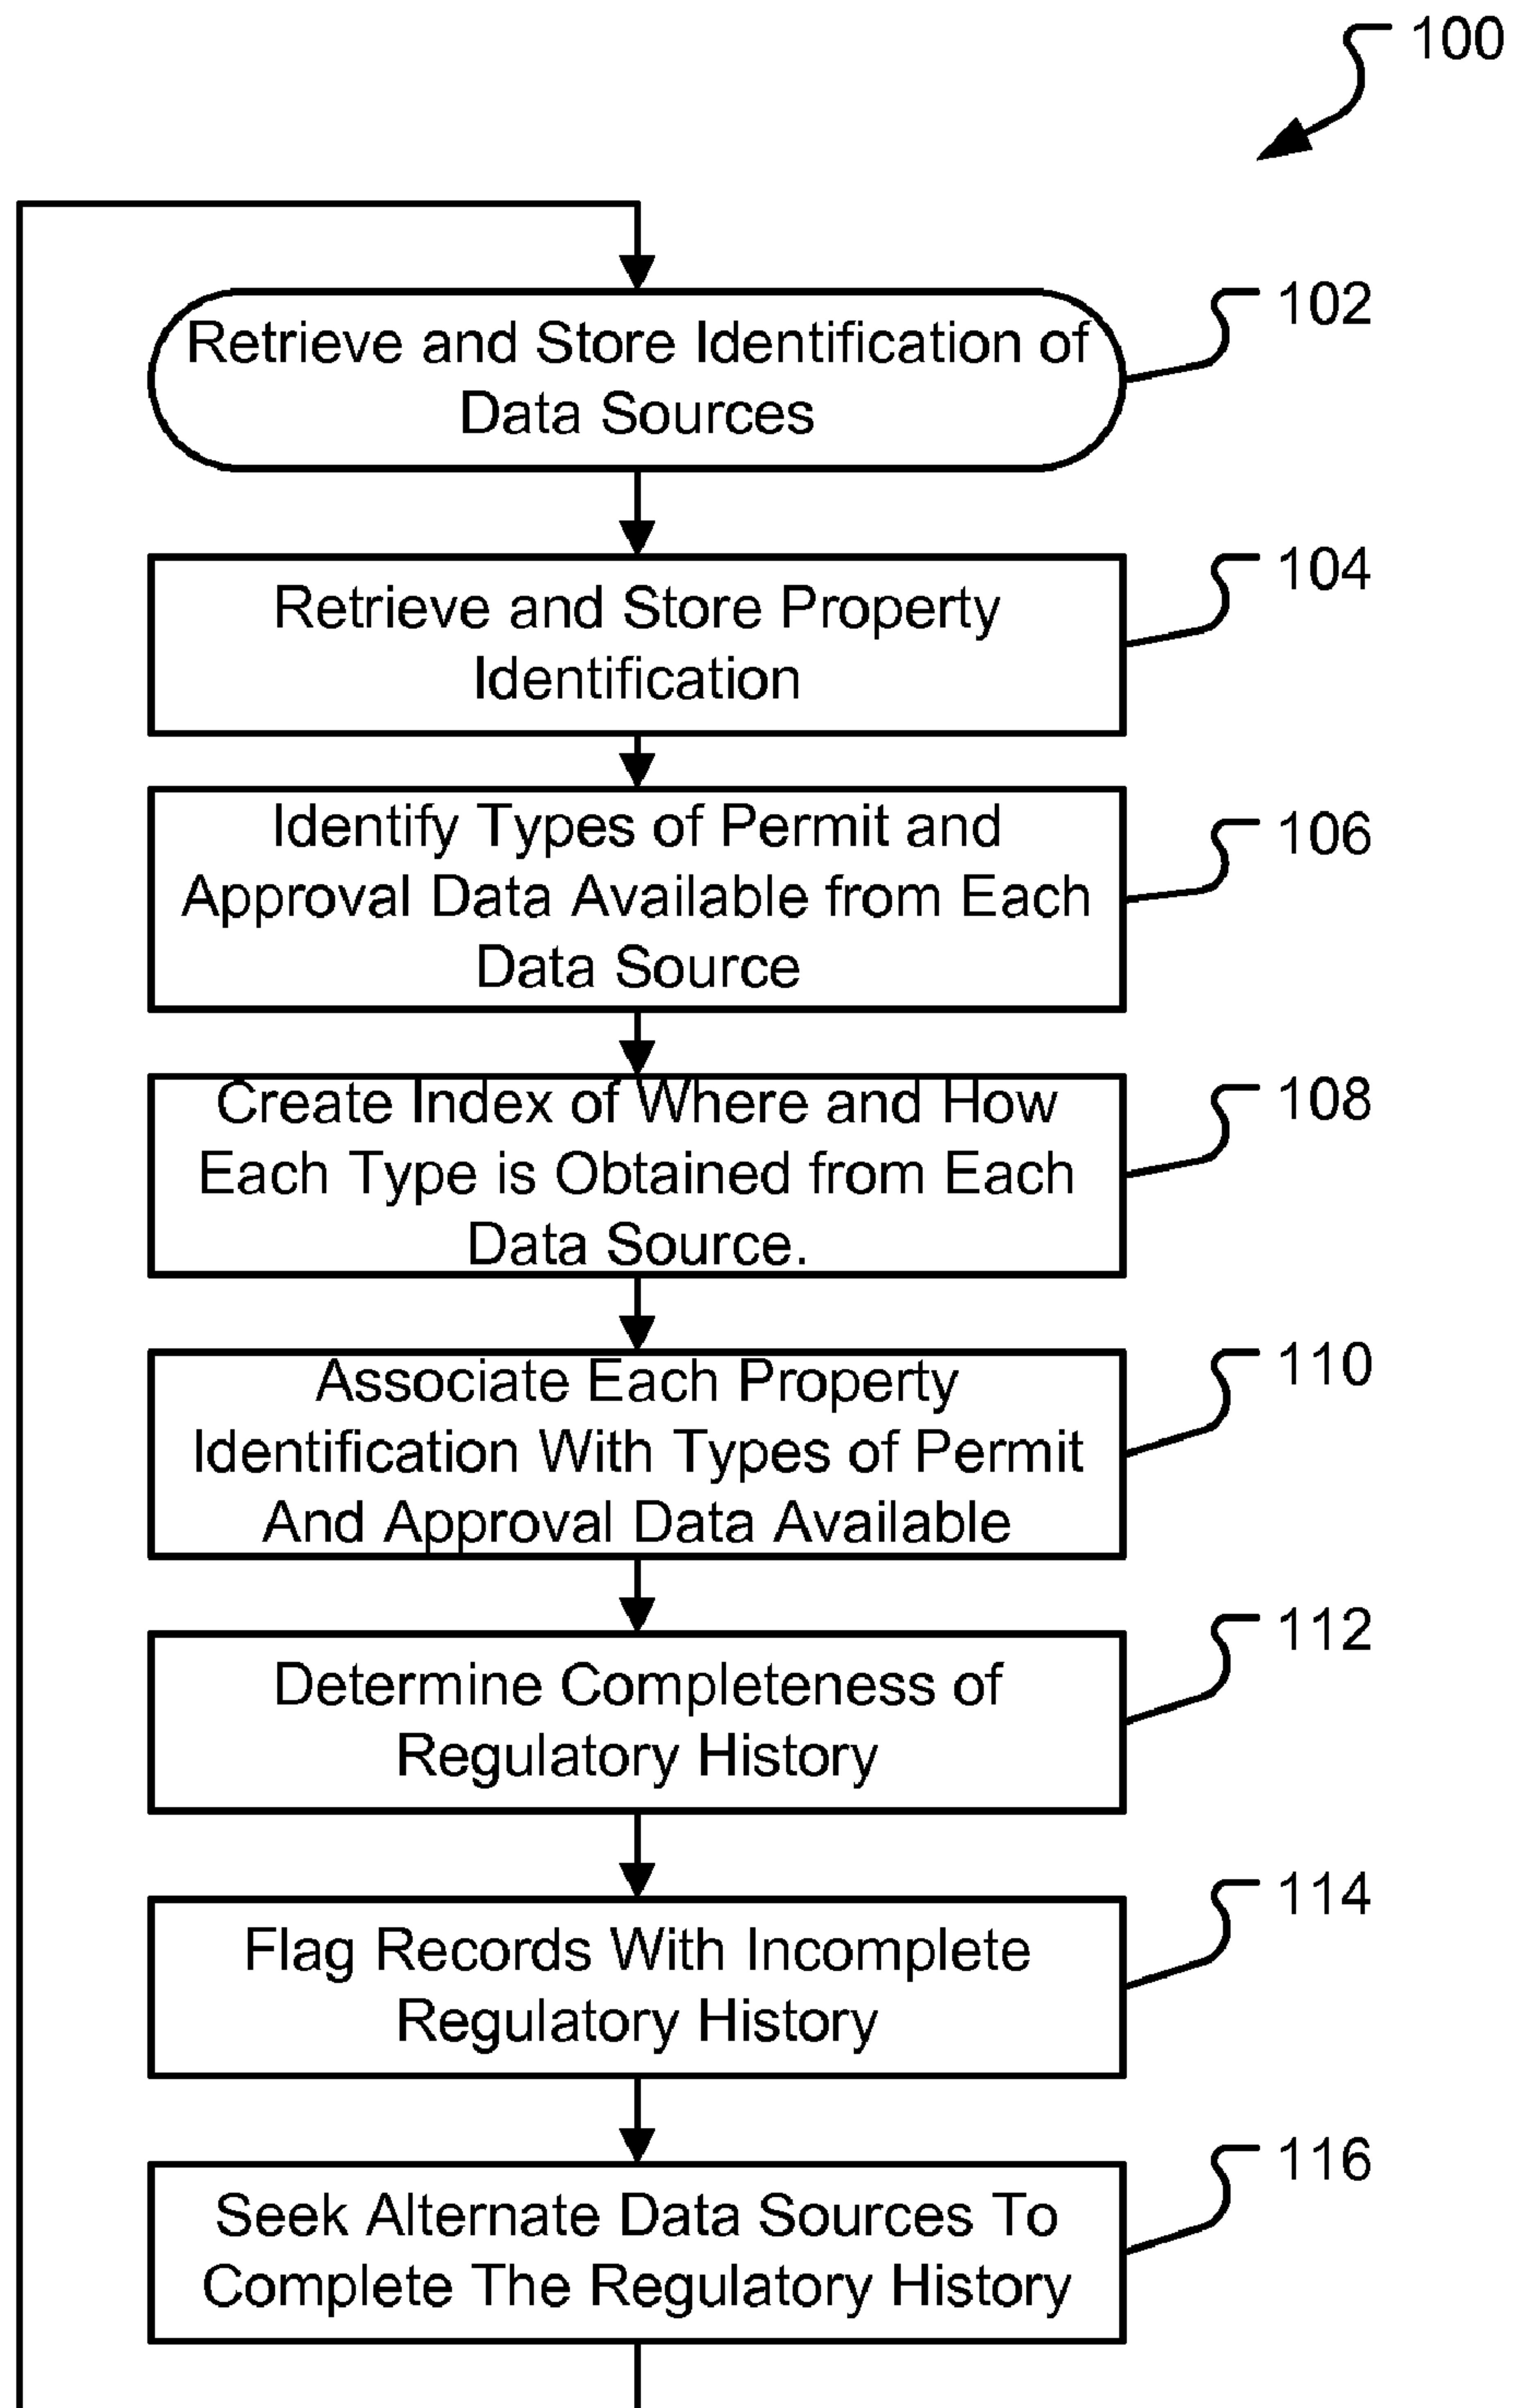 100
Retrieve and Store Identification of
Data Sources
102
Retrieve and Store Property
Identification
104
Identify Types of Permit and
Approval Data Available from Each
Data Source
106
Create Index of Where and How
Each Type is Obtained from Each
Data Source.
108
Associate Each Property
Identification With Types of Permit
And Approval Data Available
110
Determine Completeness of
Regulatory History
112
Flag Records With Incomplete
Regulatory History
114
Seek Alternate Data Sources To
Complete The Regulatory History
116